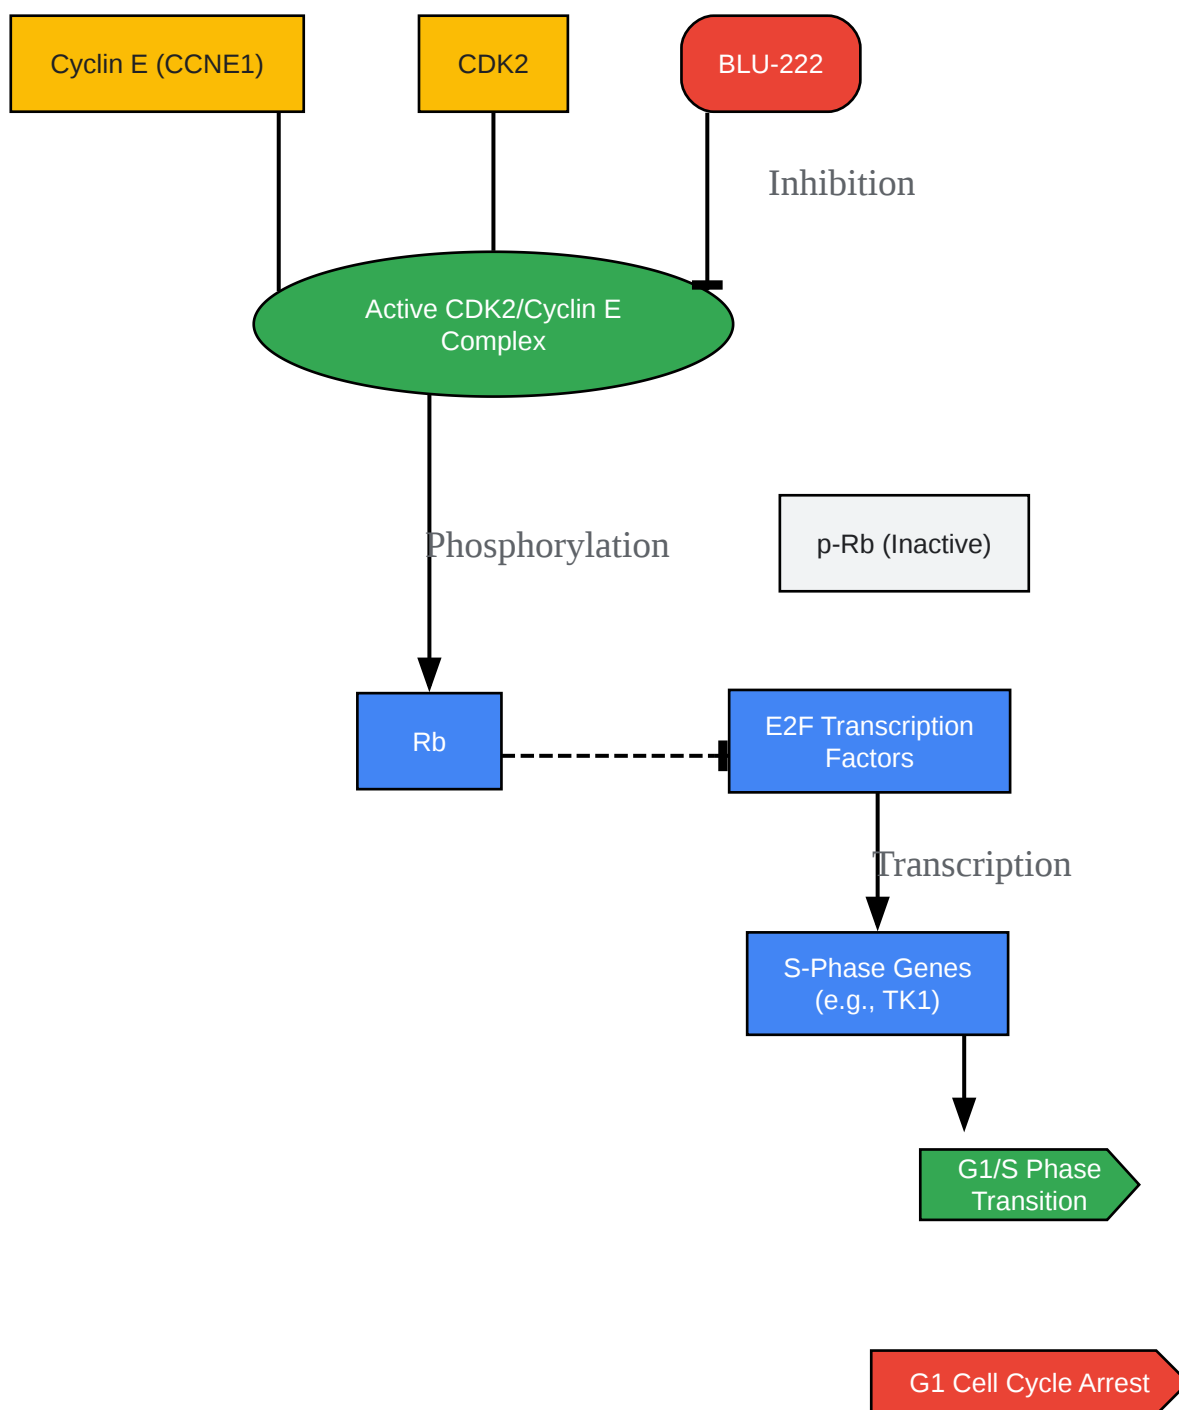 Cyclin E (CCNE1)
CDK2
BLU-222
Inhibition
Active CDK2/Cyclin E
Complex
Phosphorylation
p-Rb (Inactive)
Rb
E2F Transcription
Factors
Transcription
S-Phase Genes
(e.g., TK1)
G1/S Phase
Transition
G1 Cell Cycle Arrest